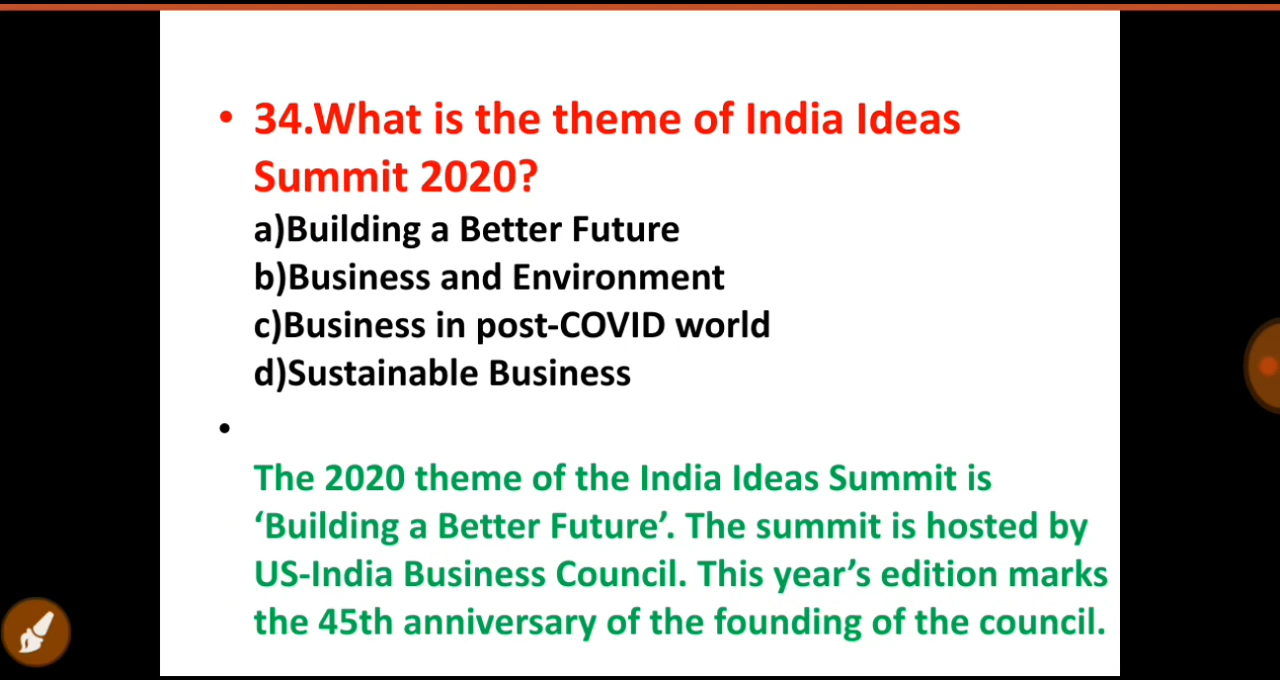 • 34.What is the theme of India Ideas
Summit 2020?
a)Building a Better Future
b)Business and Environment
c)Business in post-COVID world
d)Sustainable Business
•
The 2020 theme of the India Ideas Summit is
‘Building a Better Future’. The summit is hosted by
US-India Business Council. This year’s edition marks
the 45th anniversary of the founding of the council.